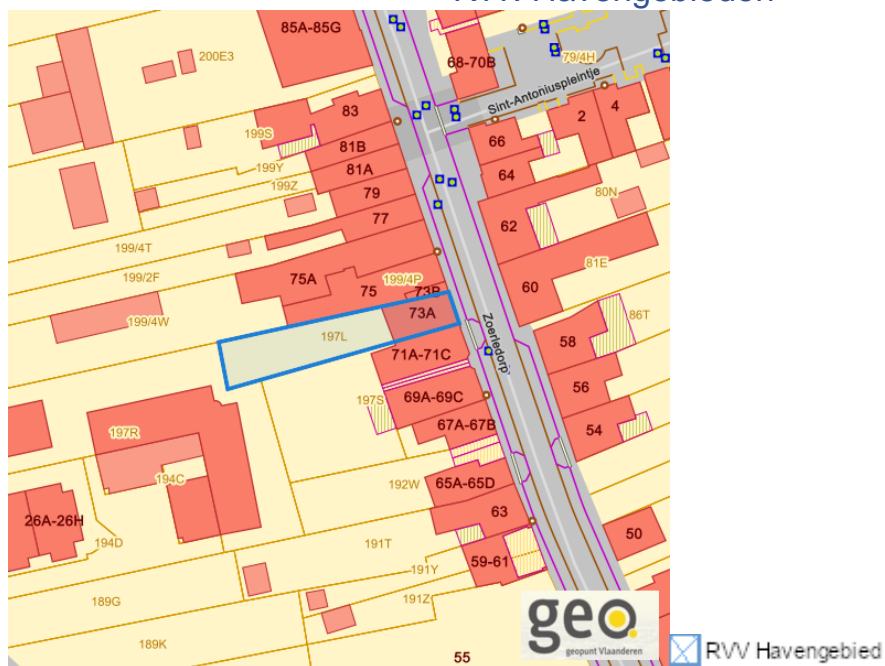 RVV Havengebieden
85A-85G
200E3
68-70B
79/4H
Sint-Antoniuspleintje
83
2
4
199S
81B
66
199Y
81A
64
199Z
79
80N
77
62
199/4T
81E
199/2F
75A
199/4P
60
75
73B
199/4W
73A
86T
197L
Zoerledorp
58
71A-71C
56
197S
69A-69C
197R
67A-67B
54
194C
192W
65A-65D
26A-26H
63
50
194D
191T
59-61
191Y
189G
191Z
geo.
geopunt Vlaanderen
189K
55
RVV Havengebied